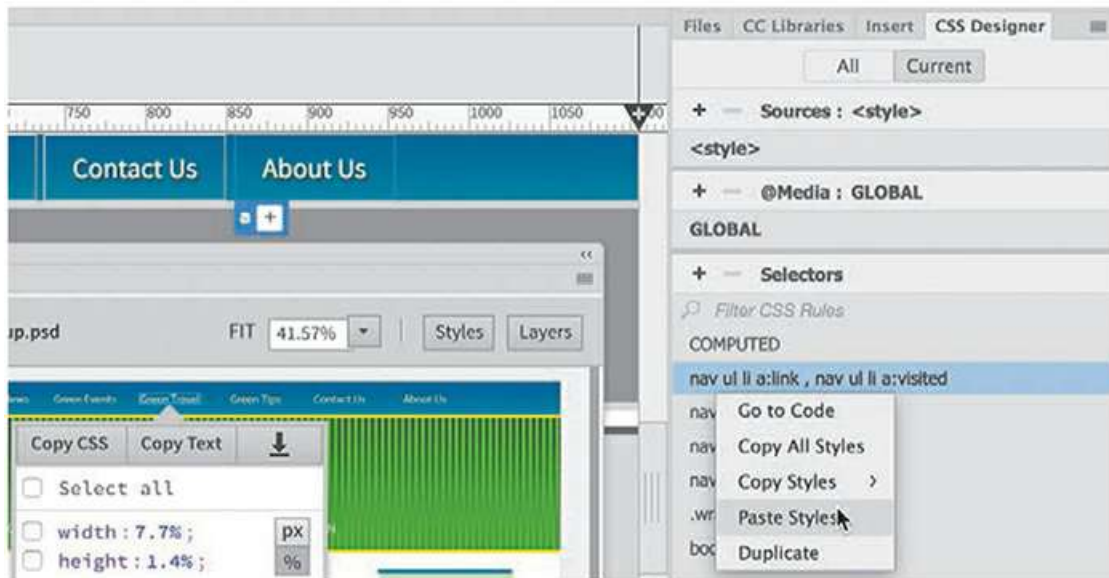 Files CC Libraries Insert CSS Designer
All Current
750 800 850 900 950 1000 1050
+ Sources : <style>
<style>
Contact Us About Us
+ @Media : GLOBAL
a +
GLOBAL
+ Selectors
Filter CSS Rules
up.psd FIT 41.57% Styles Layers
COMPUTED
nav ul li a:link , nav ul li a:visited
Green Events Green Travel Green Tips Contact Us About Us
nav
nav
nav
.wr
boc
Go to Code
Copy All Styles
Copy Styles >
Paste Styles
Duplicate
Copy CSS Copy Text
Select all
width : 7.7% ; px
height : 1.4% ; %